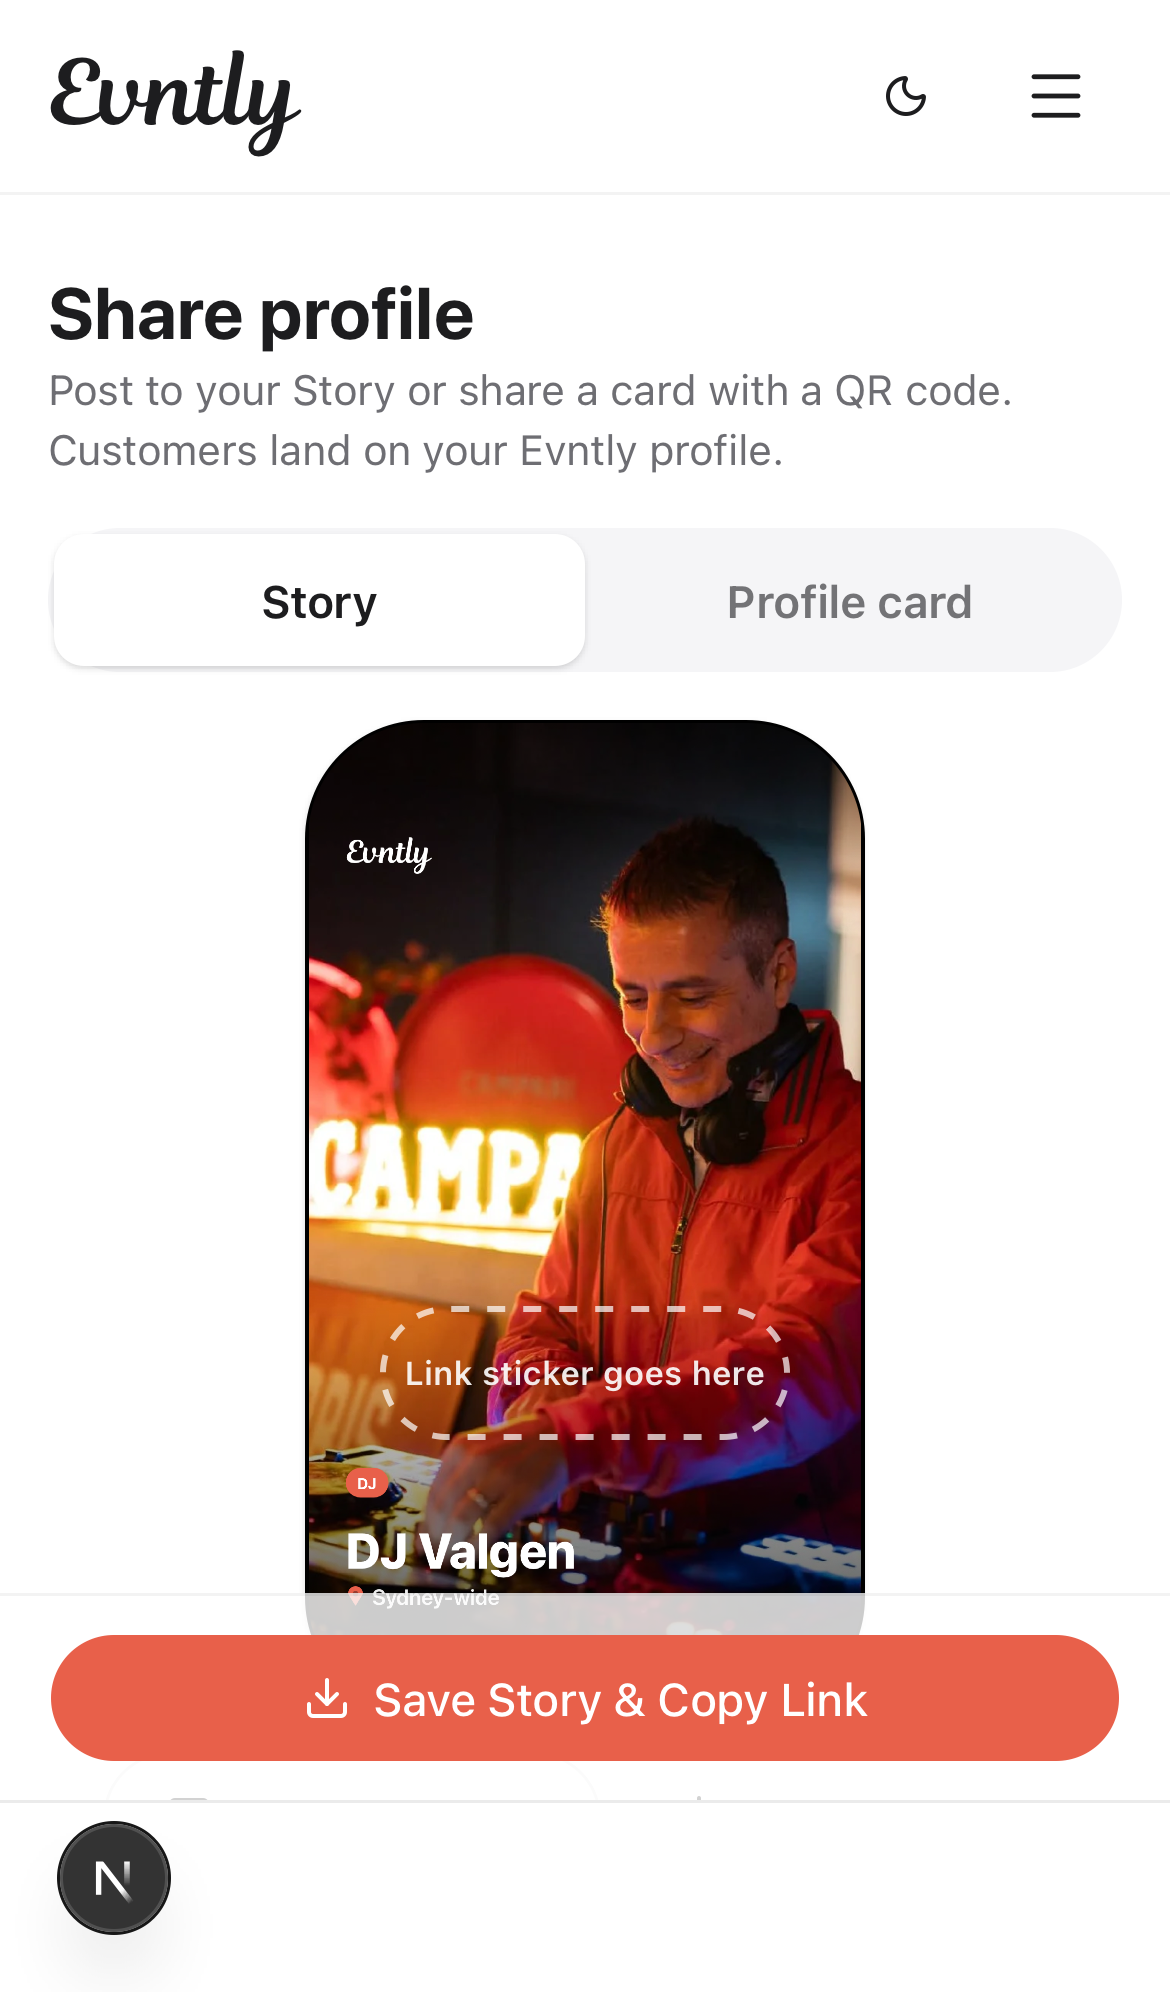 Evntly
Share profile
Post to your Story or share a card with a QR code.
Customers land on your Evntly profile.
Story
Profile card
Evntly
CAMPARI
CAMPA
Link sticker goes here
DJ
DJ Valgen
Sydney-wide
Save Story & Copy Link
N